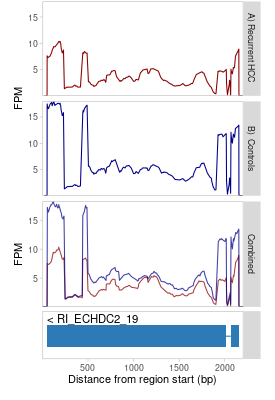 15
10
5
FPM
A) Recurrent HCC
15
10
5
B) Controls
15
10
5
FPM
Combined
< RI_ECHDC2_19
500
1000
1500
2000
Distance from region start (bp)